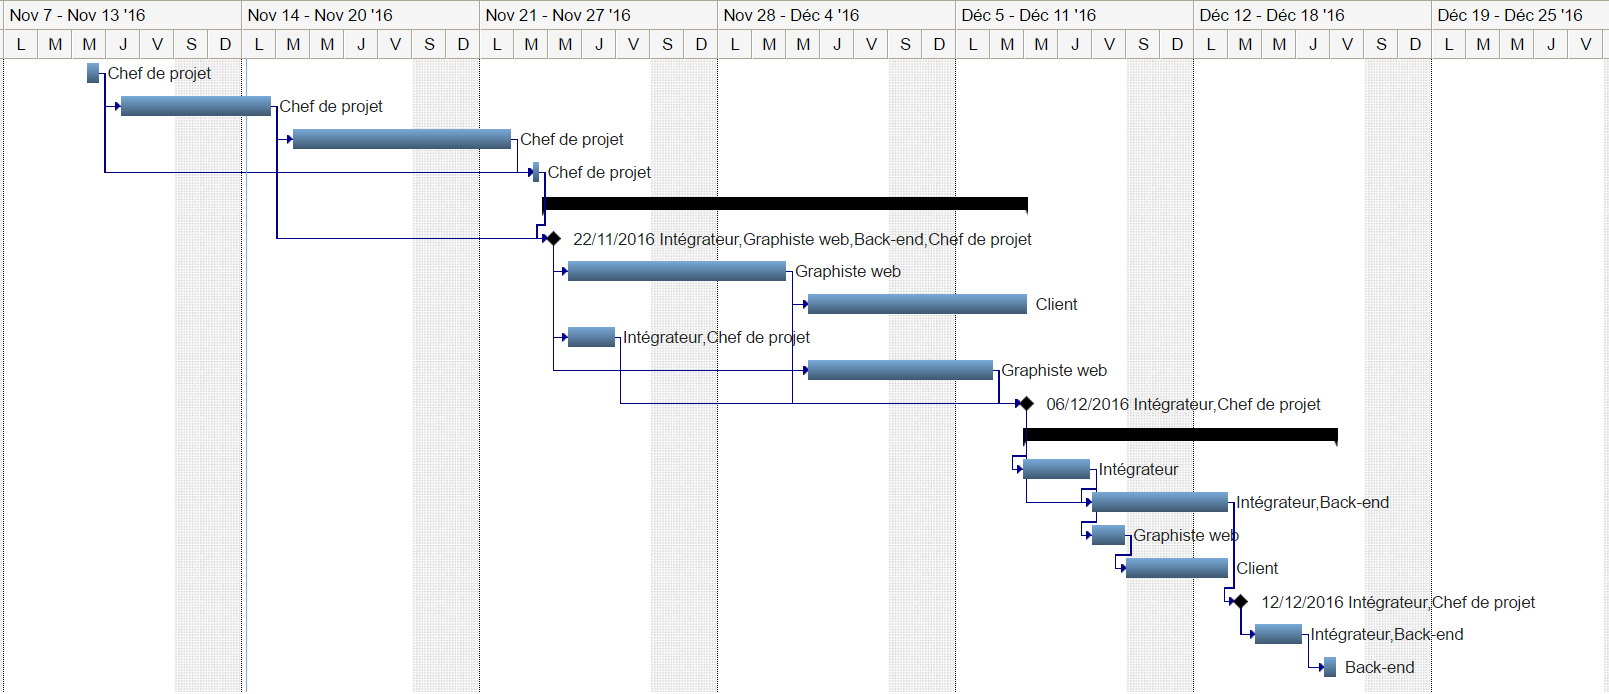 Nov 7 - Nov 13 '16 Nov 14 - Nov 20 '16 Nov 21 - Nov 27 '16 Nov 28 - Déc 4 '16 Déc 5 - Déc 11 '16 Déc 12 - Déc 18 '16 Déc 19 - Déc 25 '16
L M M J V S D L M M J V S D L M M J V S D L M M J V S D L M M J V S D L M M J V S D L M M J V
Chef de projet
Chef de projet
Chef de projet
Chef de projet
22/11/2016 Intégrateur,Graphiste web,Back-end,Chef de projet
Graphiste web
Client
Intégrateur,Chef de projet
Graphiste web
06/12/2016 Intégrateur,Chef de projet
Intégrateur
Intégrateur,Back-end
Graphiste web
Client
12/12/2016 Intégrateur,Chef de projet
Intégrateur,Back-end
Back-end